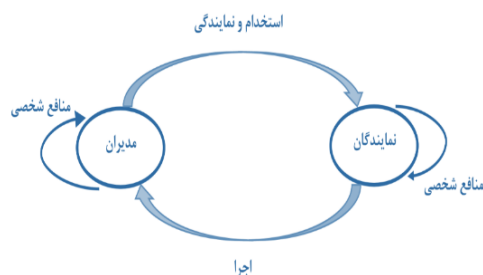 استخدام و نمایندگی
منافع شخصی
مدیران
نمایندگان
منافع شخصی
اجرا